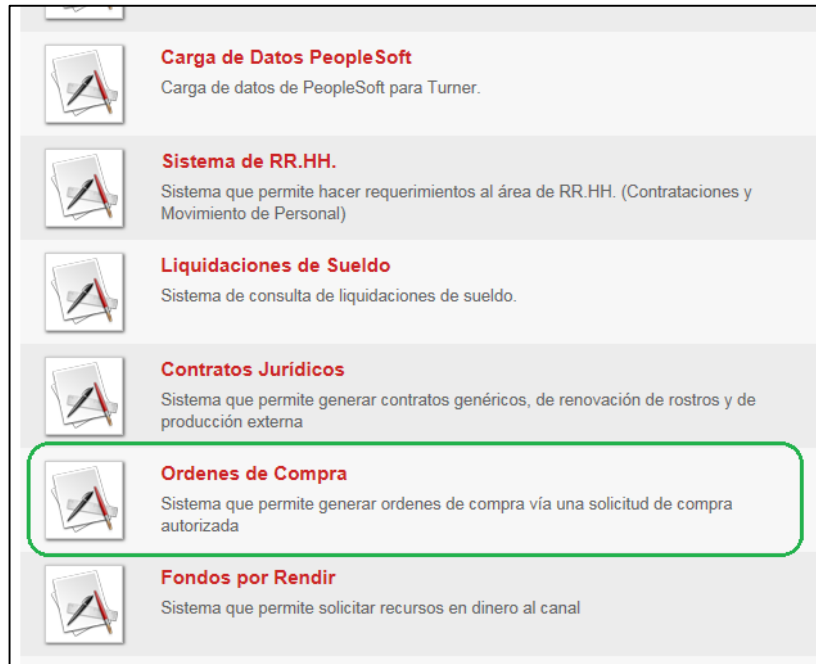 Carga de Datos PeopleSoft
Carga de datos de PeopleSoft para Turner.
Sistema de RR.HH.
Sistema que permite hacer requerimientos al área de RR.HH. (Contrataciones y
Movimiento de Personal)
Liquidaciones de Sueldo
Sistema de consulta de liquidaciones de sueldo.
Contratos Jurídicos
Sistema que permite generar contratos genéricos, de renovación de rostros y de
producción externa
Ordenes de Compra
Sistema que permite generar ordenes de compra vía una solicitud de compra
autorizada
Fondos por Rendir
Sistema que permite solicitar recursos en dinero al canal